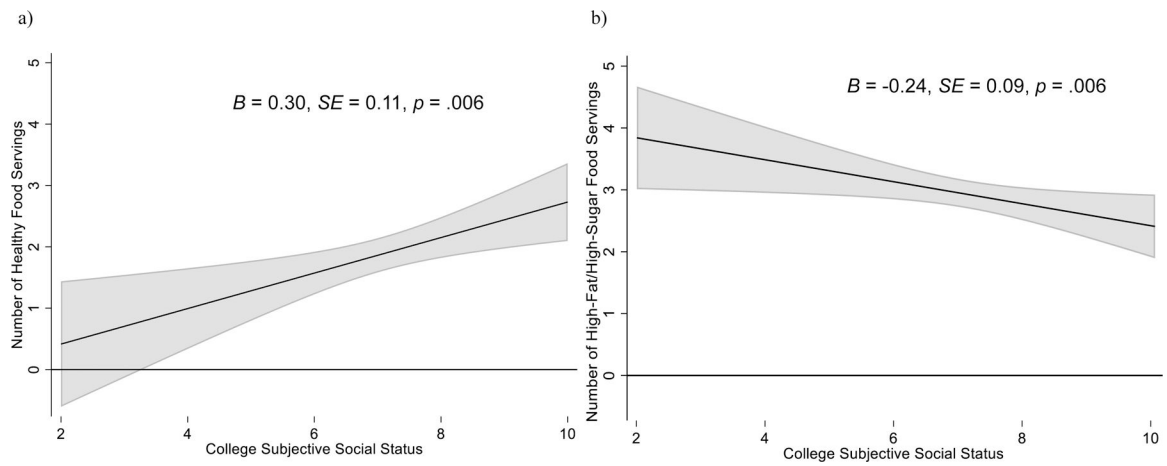 a)
Number of Healthy Food Servings
5
4
3
2
1
0
B = 0.30, SE = 0.11, p = .006
2 4 6 8 10
College Subjective Social Status
b)
Number of High-Fat/High-Sugar Food Servings
5
4
3
2
1
0
B = -0.24, SE = 0.09, p = .006
2 4 6 8 10
College Subjective Social Status